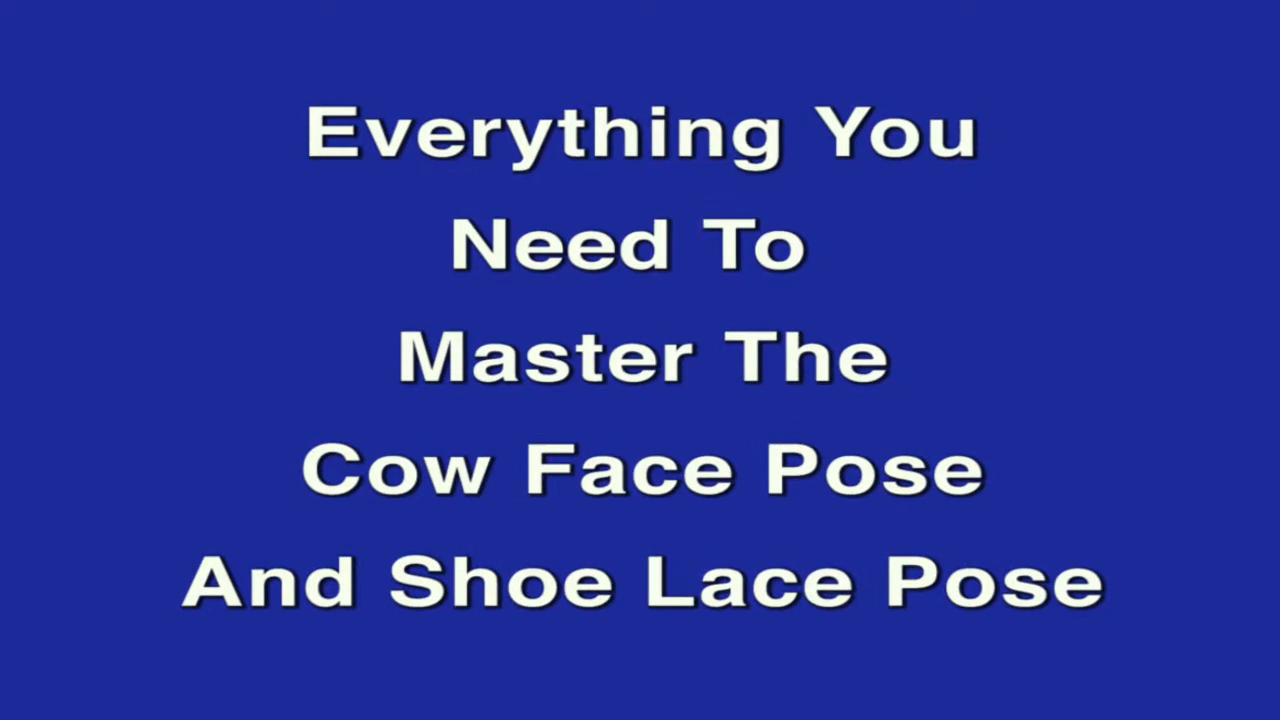 Everything You
Need To
Master The
Cow Face Pose
And Shoe Lace Pose